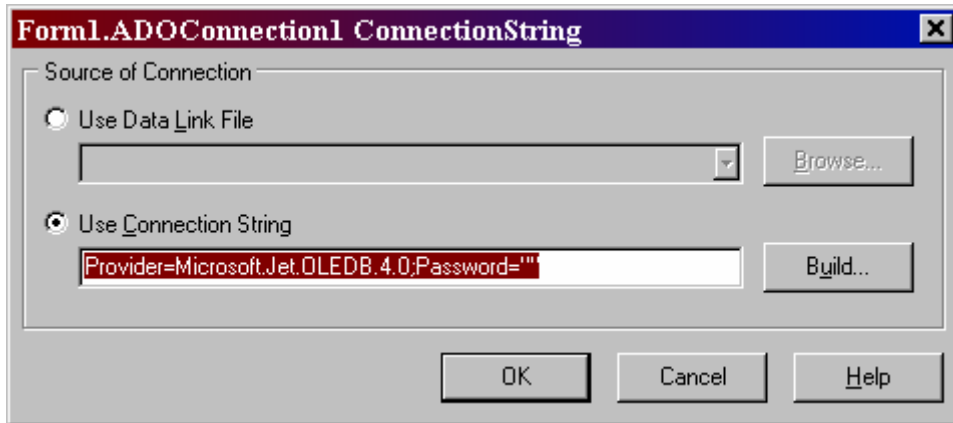 Form1.ADOConnection1 ConnectionString
Source of Connection
Use Data Link File
Browse...
Use Connection String
Provider=Microsoft.Jet.OLEDB.4.0;Password=""
Build...
OK Cancel Help